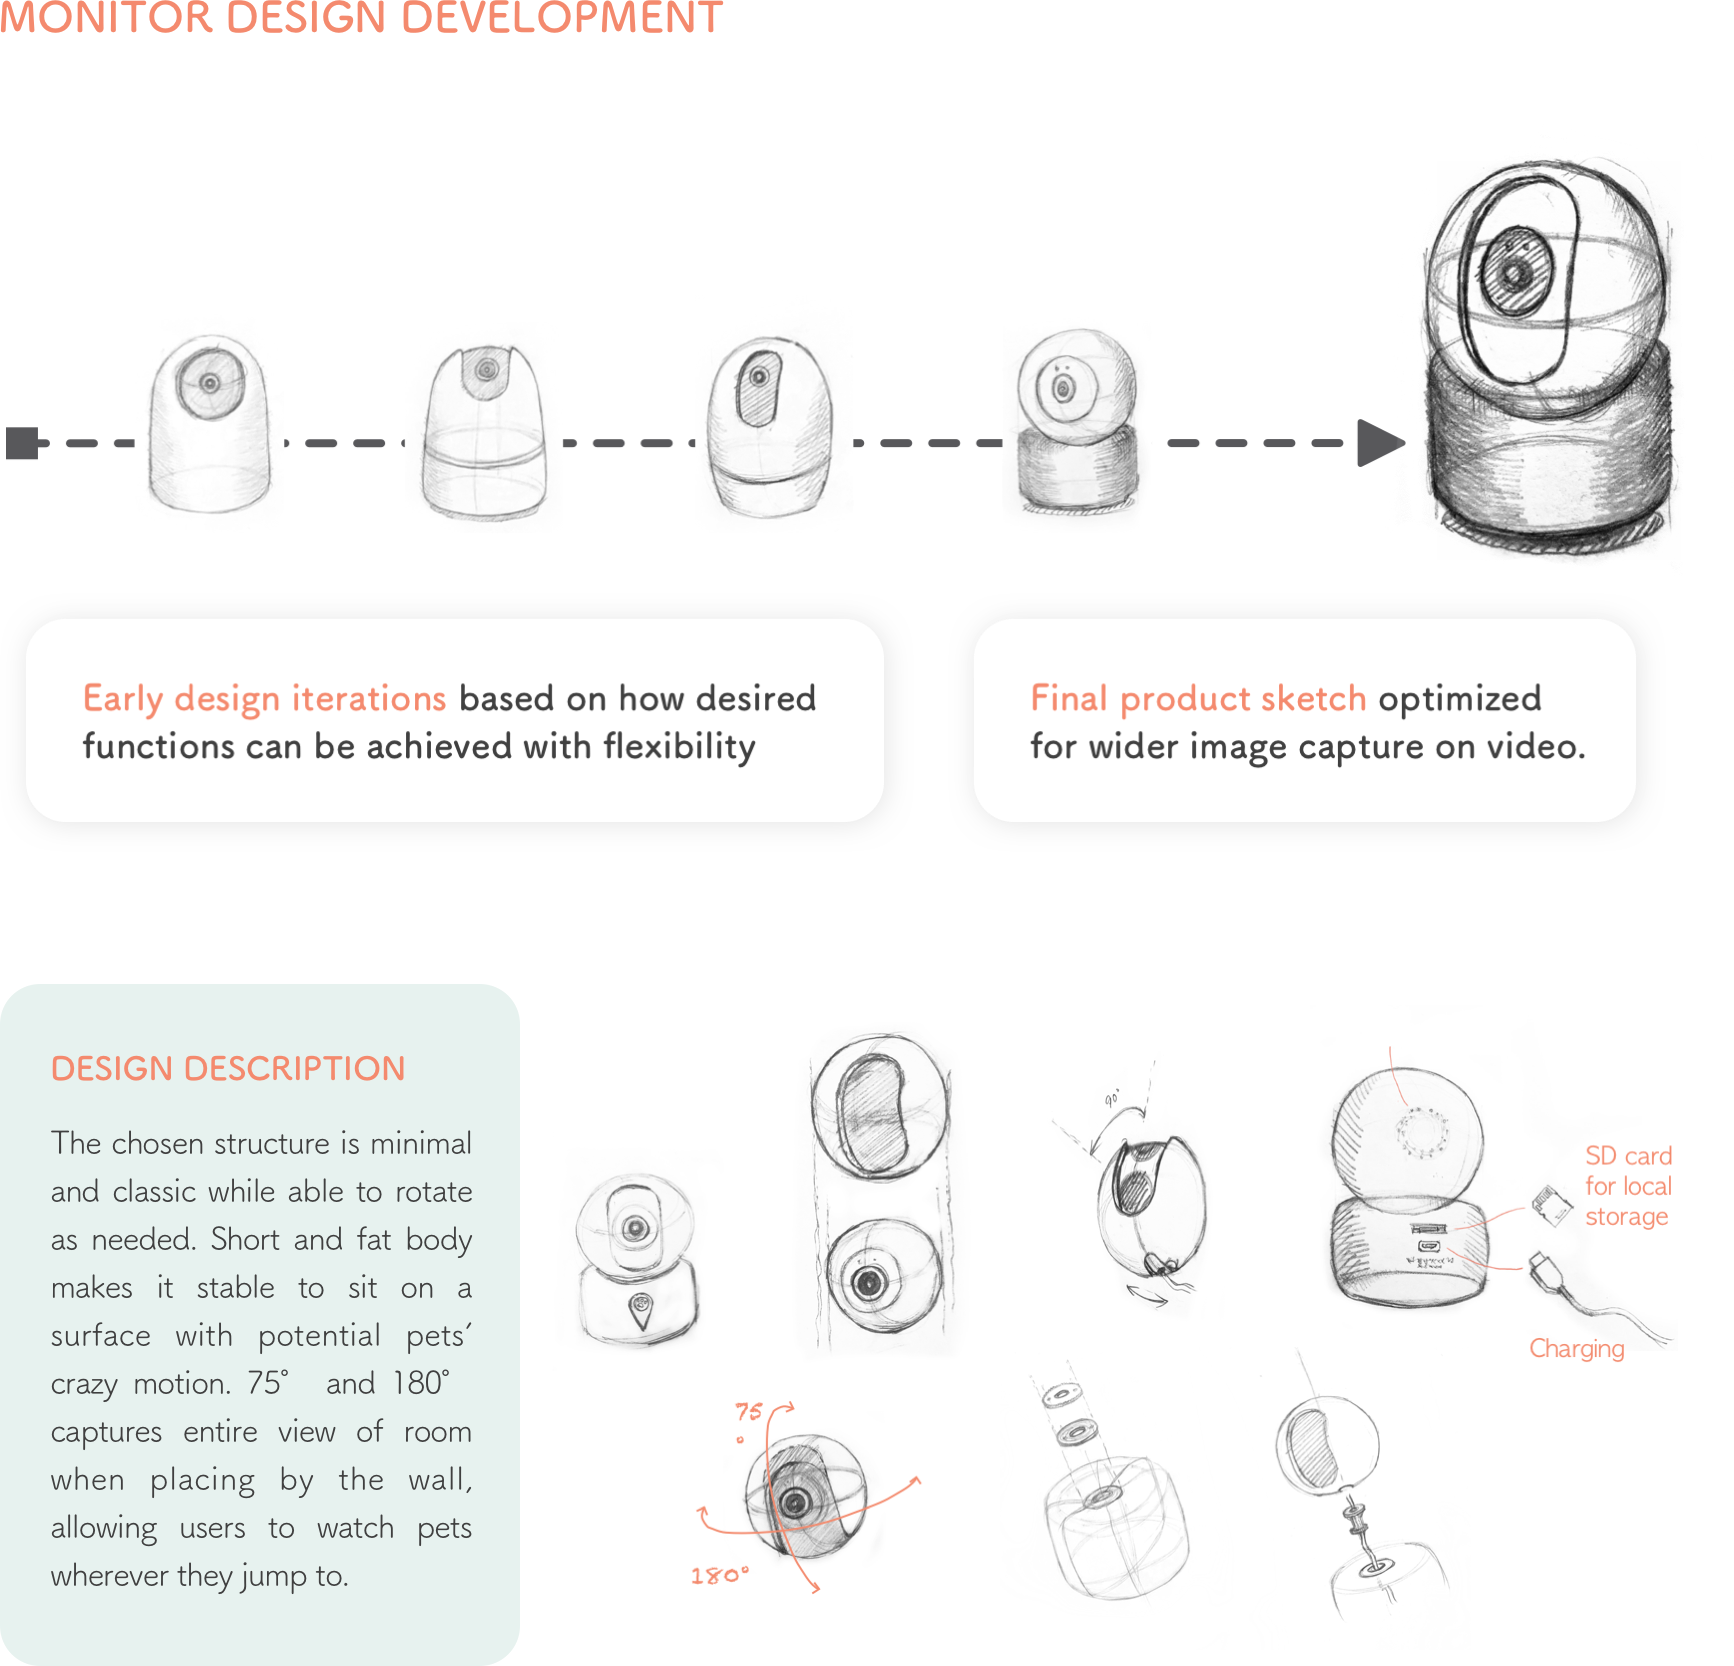 MONITOR DESIGN DEVELOPMENT
Early design iterations based on how desired
functions can be achieved with flexibility
Final product sketch optimized
for wider image capture on video.
DESIGN DESCRIPTION
The chosen structure is minimal
and classic while able to rotate
as needed. Short and fat body
makes it stable to sit on a
surface with potential pets´
crazy motion. 75° and 180°
captures entire view of room
when placing by the wall,
allowing users to watch pets
wherever they jump to.
90°
SD card
for local
storage
Charging
75
°
180°